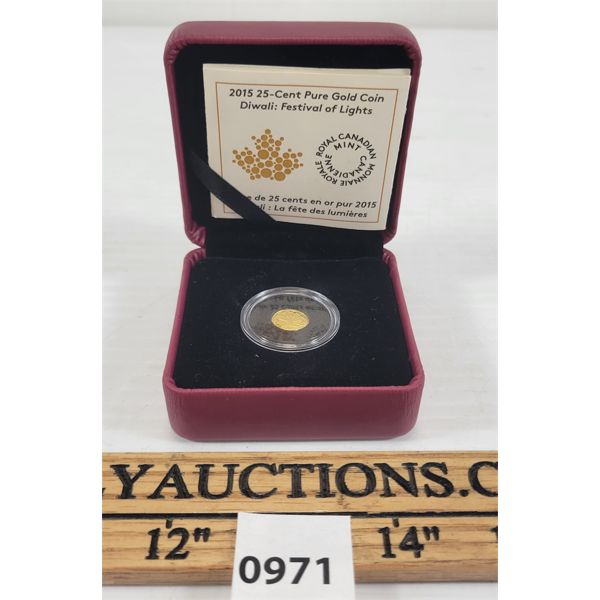 2015 25-Cent Pure Gold Coin
Diwali: Festival of Lights
ROYAL CANADIAN MINT
MONNAIE ROYALE CANADIENNE
de 25 cents en or pur 2015
: La fête des lumières
YAUCTIONS.C
12" 14"
0971